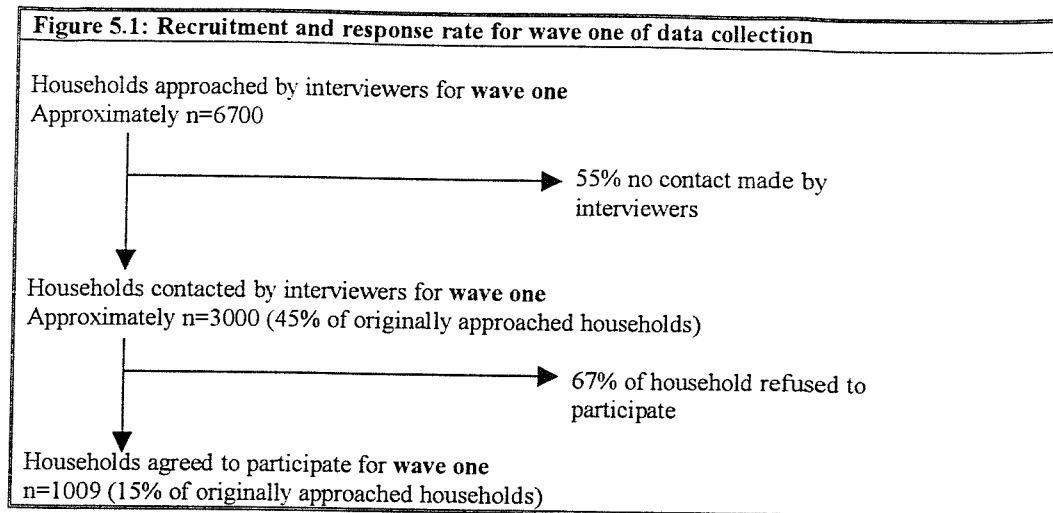 Figure 5.1: Recruitment and response rate for wave one of data collection
Households approached by interviewers for wave one
Approximately n=6700
55% no contact made by
interviewers
Households contacted by interviewers for wave one
Approximately n=3000 (45% of originally approached households)
67% of household refused to
participate
Households agreed to participate for wave one
n=1009 (15% of originally approached households)